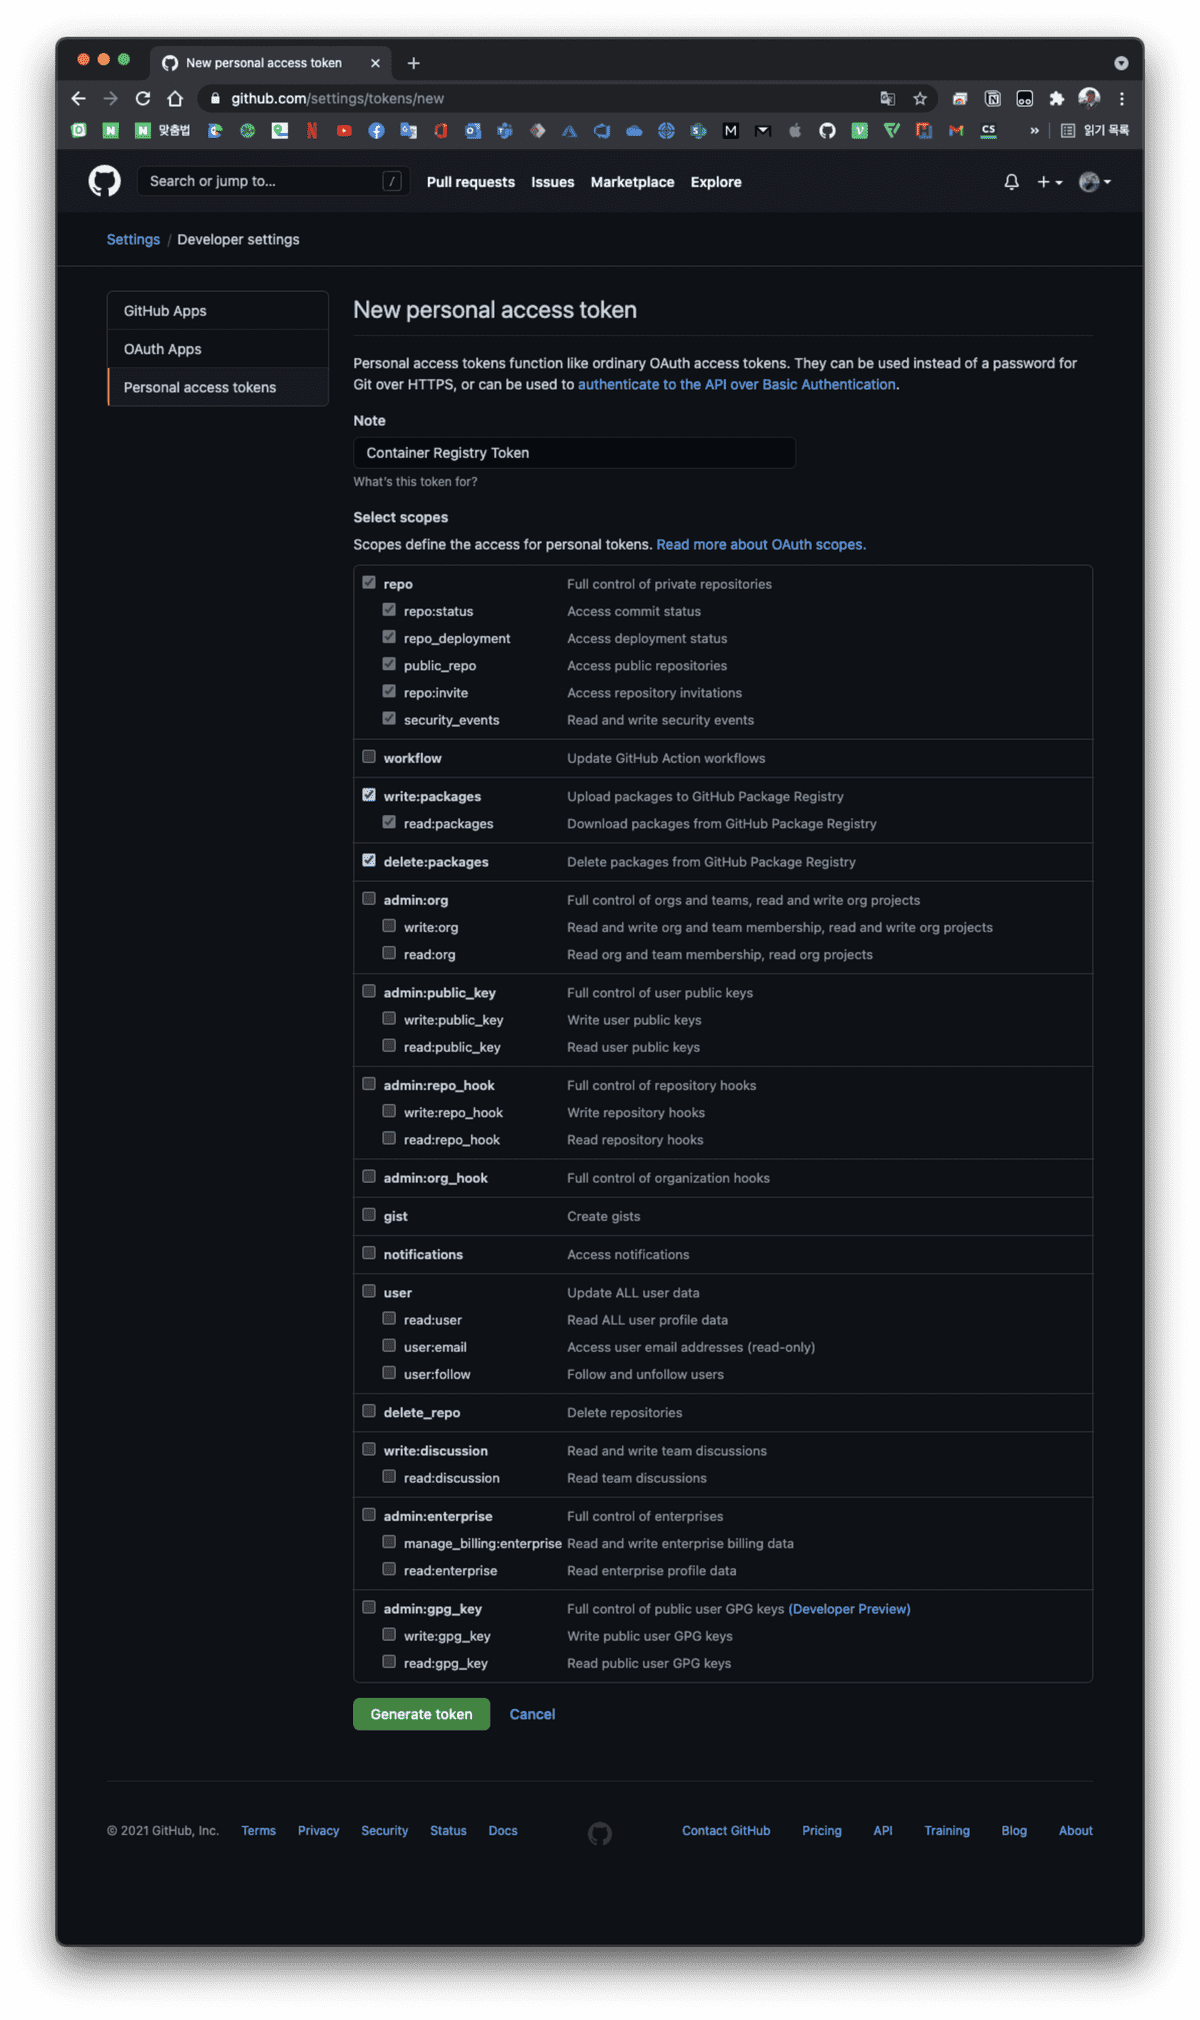 New personal access token
github.com/settings/tokens/new
맞춤법
M
CS
»
읽기 목록
Search or jump to...
/
Pull requests
Issues
Marketplace
Explore
Settings / Developer settings
GitHub Apps
OAuth Apps
Personal access tokens
New personal access token
Personal access tokens function like ordinary OAuth access tokens. They can be used instead of a password for
Git over HTTPS, or can be used to authenticate to the API over Basic Authentication.
Note
Container Registry Token
What's this token for?
Select scopes
Scopes define the access for personal tokens. Read more about OAuth scopes.
repo Full control of private repositories
repo:status Access commit status
repo_deployment Access deployment status
public_repo Access public repositories
repo:invite Access repository invitations
security_events Read and write security events
workflow Update GitHub Action workflows
write:packages Upload packages to GitHub Package Registry
read:packages Download packages from GitHub Package Registry
delete:packages Delete packages from GitHub Package Registry
admin:org Full control of orgs and teams, read and write org projects
write:org Read and write org and team membership, read and write org projects
read:org Read org and team membership, read org projects
admin:public_key Full control of user public keys
write:public_key Write user public keys
read:public_key Read user public keys
admin:repo_hook Full control of repository hooks
write:repo_hook Write repository hooks
read:repo_hook Read repository hooks
admin:org_hook Full control of organization hooks
gist Create gists
notifications Access notifications
user Update ALL user data
read:user Read ALL user profile data
user:email Access user email addresses (read-only)
user:follow Follow and unfollow users
delete_repo Delete repositories
write:discussion Read and write team discussions
read:discussion Read team discussions
admin:enterprise Full control of enterprises
manage_billing:enterprise Read and write enterprise billing data
read:enterprise Read enterprise profile data
admin:gpg_key Full control of public user GPG keys (Developer Preview)
write:gpg_key Write public user GPG keys
read:gpg_key Read public user GPG keys
Generate token
Cancel
© 2021 GitHub, Inc. Terms Privacy Security Status Docs Contact GitHub Pricing API Training Blog About